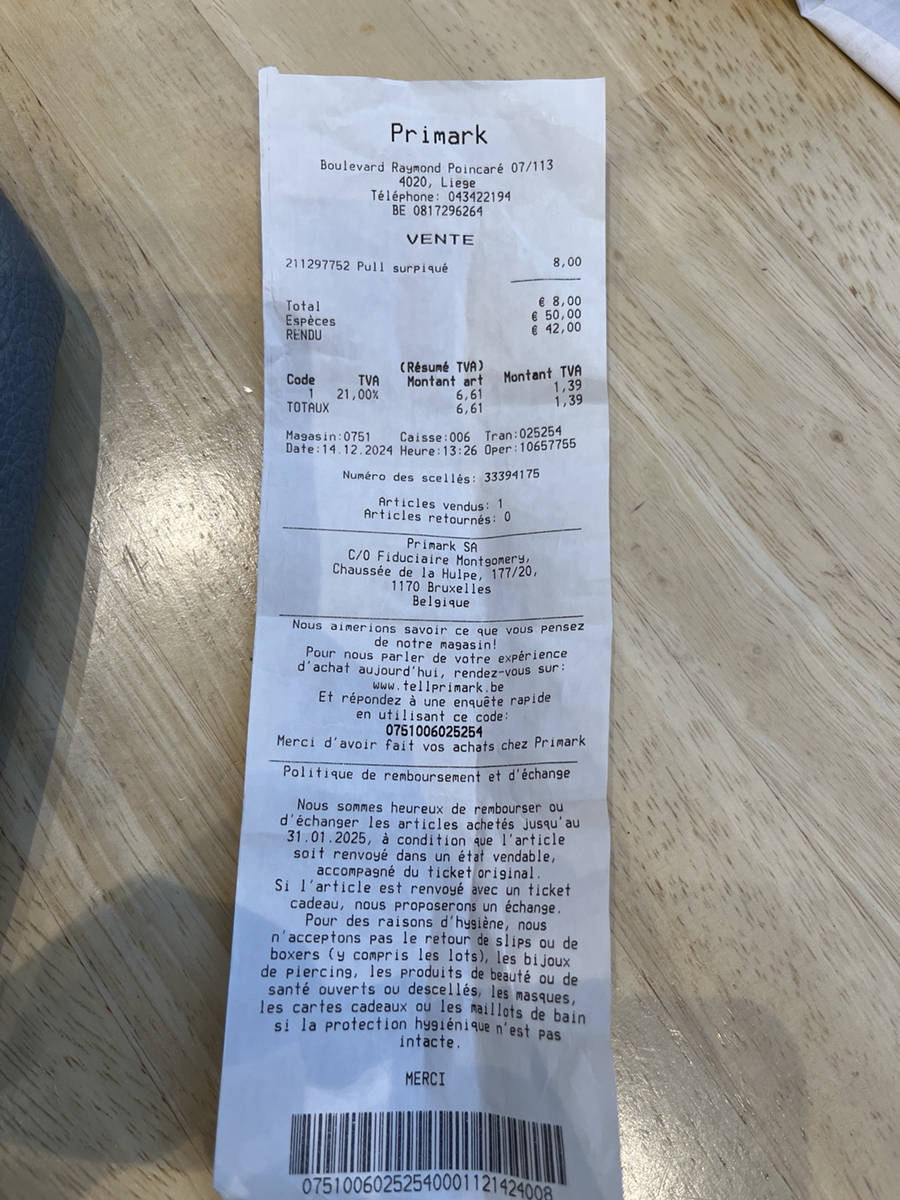 Primark
Boulevard Raymond Poincaré 07/113
4020, Liege
Téléphone: 043422194
BE 0817296264
VENTE
211297752 Pull surpiqué 8,00
Total € 8,00
Espèces € 50,00
RENDU € 42,00
(Résumé TVA)
Code TVA Montant art Montant TVA
1 21,00% 6,61 1,39
TOTAUX 6,61 1,39
Magasin:0751 Caisse:006 Tran:025254
Date:14.12.2024 Heure:13:26 Oper:10657755
Numéro des scellés: 33394175
Articles vendus: 1
Articles retournés: 0
Primark SA
C/O Fiduciaire Montgomery,
Chaussée de la Hulpe, 177/20,
1170 Bruxelles
Belgique
Nous aimerions savoir ce que vous pensez
de notre magasin!
Pour nous parler de votre expérience
d'achat aujourd'hui, rendez-vous sur:
www.tellprimark.be
Et répondez à une enquête rapide
en utilisant ce code:
0751006025254
Merci d'avoir fait vos achats chez Primark
Politique de remboursement et d'échange
Nous sommes heureux de rembourser ou
d'échanger les articles achetés jusqu'au
31.01.2025, à condition que l'article
soit renvoyé dans un état vendable,
accompagné du ticket original.
Si l'article est renvoyé avec un ticket
cadeau, nous proposerons un échange.
Pour des raisons d'hygiène, nous
n'acceptons pas le retour de slips ou de
boxers (y compris les lots), les bijoux
de piercing, les produits de beauté ou de
santé ouverts ou descellés, les masques,
les cartes cadeaux ou les maillots de bain
si la protection hygiénique n'est pas
intacte.
MERCI
07510060252540001121424008